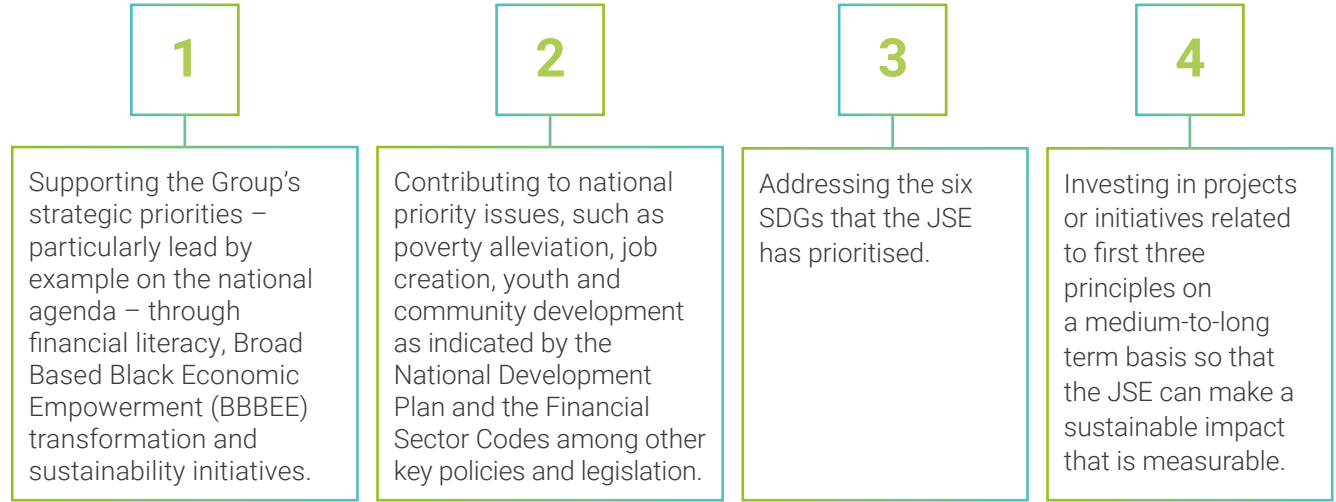 1
Supporting the Group's
strategic priorities –
particularly lead by
example on the national
agenda – through
financial literacy, Broad
Based Black Economic
Empowerment (BBBEE)
transformation and
sustainability initiatives.
2
Contributing to national
priority issues, such as
poverty alleviation, job
creation, youth and
community development
as indicated by the
National Development
Plan and the Financial
Sector Codes among other
key policies and legislation.
3
Addressing the six
SDGs that the JSE
has prioritised.
4
Investing in projects
or initiatives related
to first three
principles on
a medium-to-long
term basis so that
the JSE can make a
sustainable impact
that is measurable.